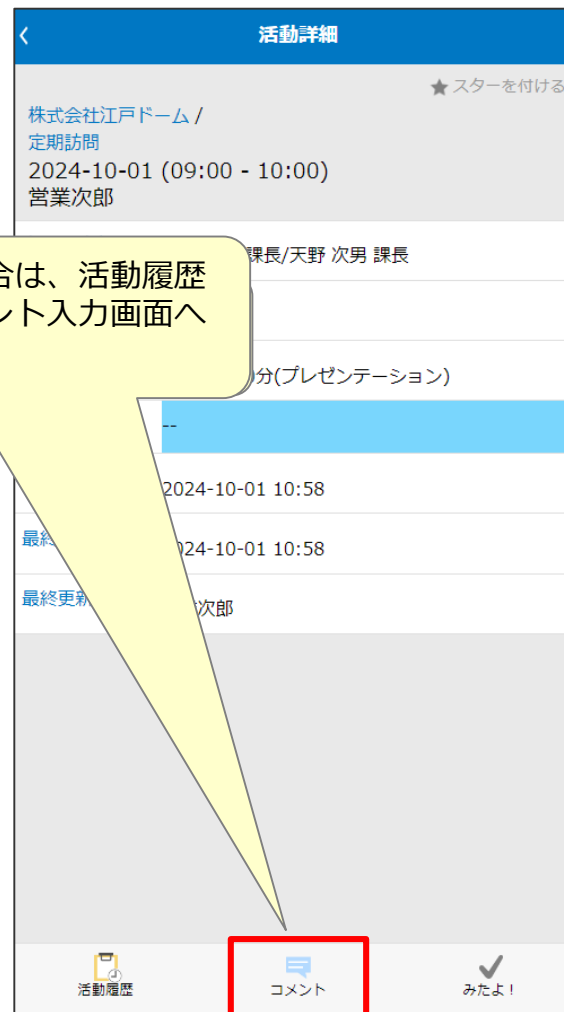 活動詳細
★ スターを付ける
株式会社江戸ドーム /
定期訪問
2024-10-01 (09:00 - 10:00)
営業次郎
課長/天野 次男 課長
合は、活動履歴
ント入力画面へ
分(プレゼンテーション)
--
2024-10-01 10:58
最終
24-10-01 10:58
最終更新
次郎
活動履歴
コメント
みたよ！